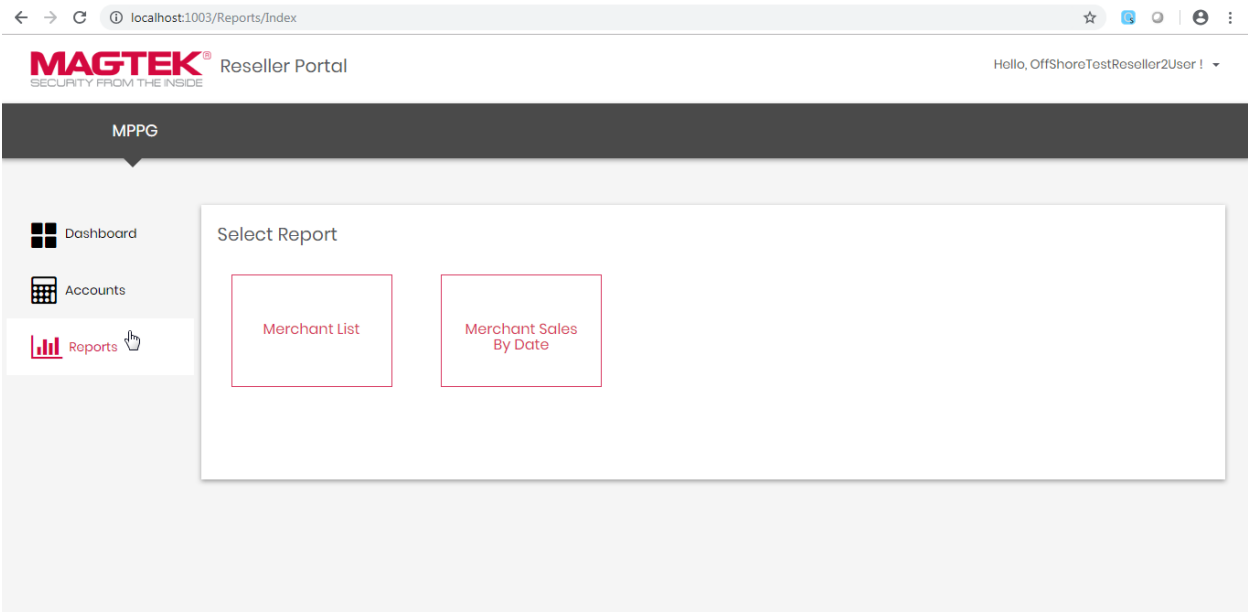 localhost:1003/Reports/Index
MAGTEK® Reseller Portal
SECURITY FROM THE INSIDE
Hello, OffShoreTestReseller2User !
MPPG
Dashboard
Accounts
Reports
Select Report
Merchant List
Merchant Sales
By Date